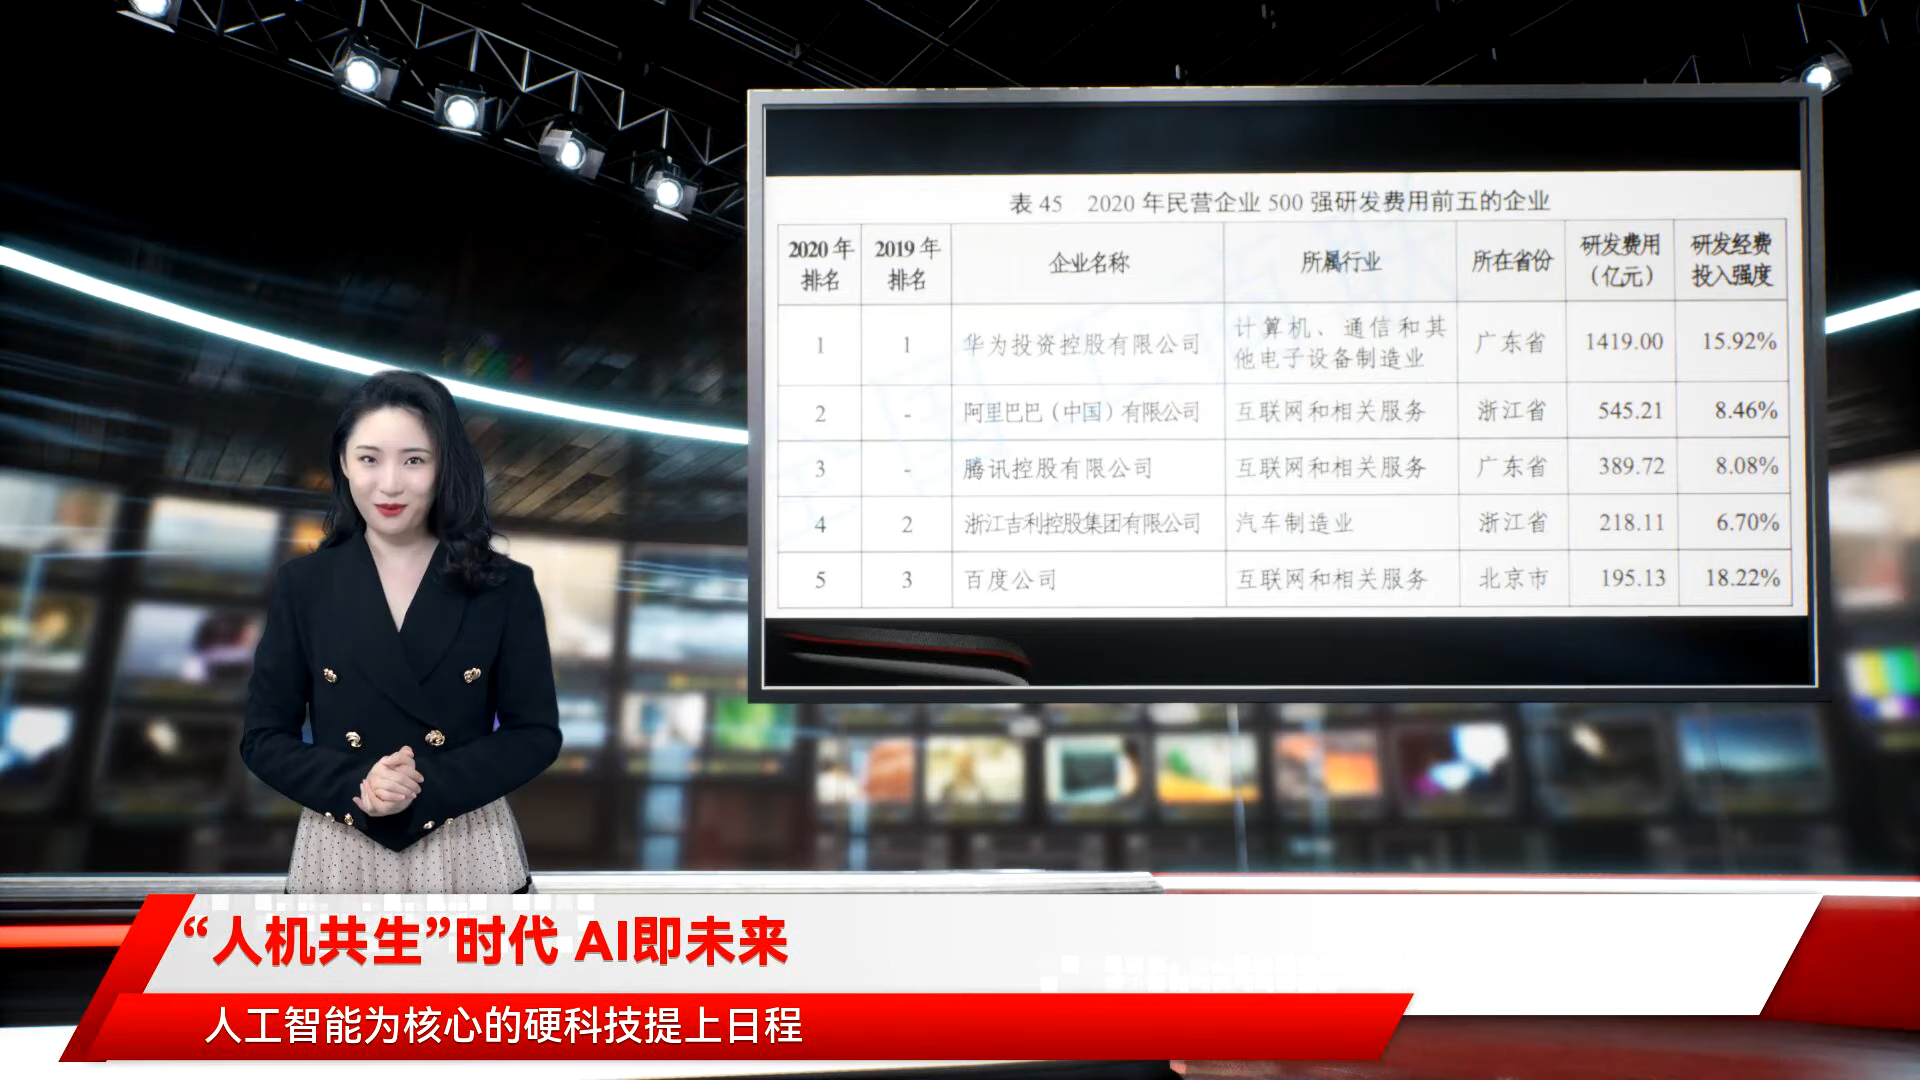 表 45 2020 年民营企业 500 强研发费用前五的企业
2020 年排名 2019 年排名 企业名称 所属行业 所在省份 研发费用（亿元） 研发经费投入强度
1 1 华为投资控股有限公司 计算机、通信和其他电子设备制造业 广东省 1419.00 15.92%
2 - 阿里巴巴（中国）有限公司 互联网和相关服务 浙江省 545.21 8.46%
3 - 腾讯控股有限公司 互联网和相关服务 广东省 389.72 8.08%
4 2 浙江吉利控股集团有限公司 汽车制造业 浙江省 218.11 6.70%
5 3 百度公司 互联网和相关服务 北京市 195.13 18.22%
“人机共生”时代 AI即未来
人工智能为核心的硬科技提上日程